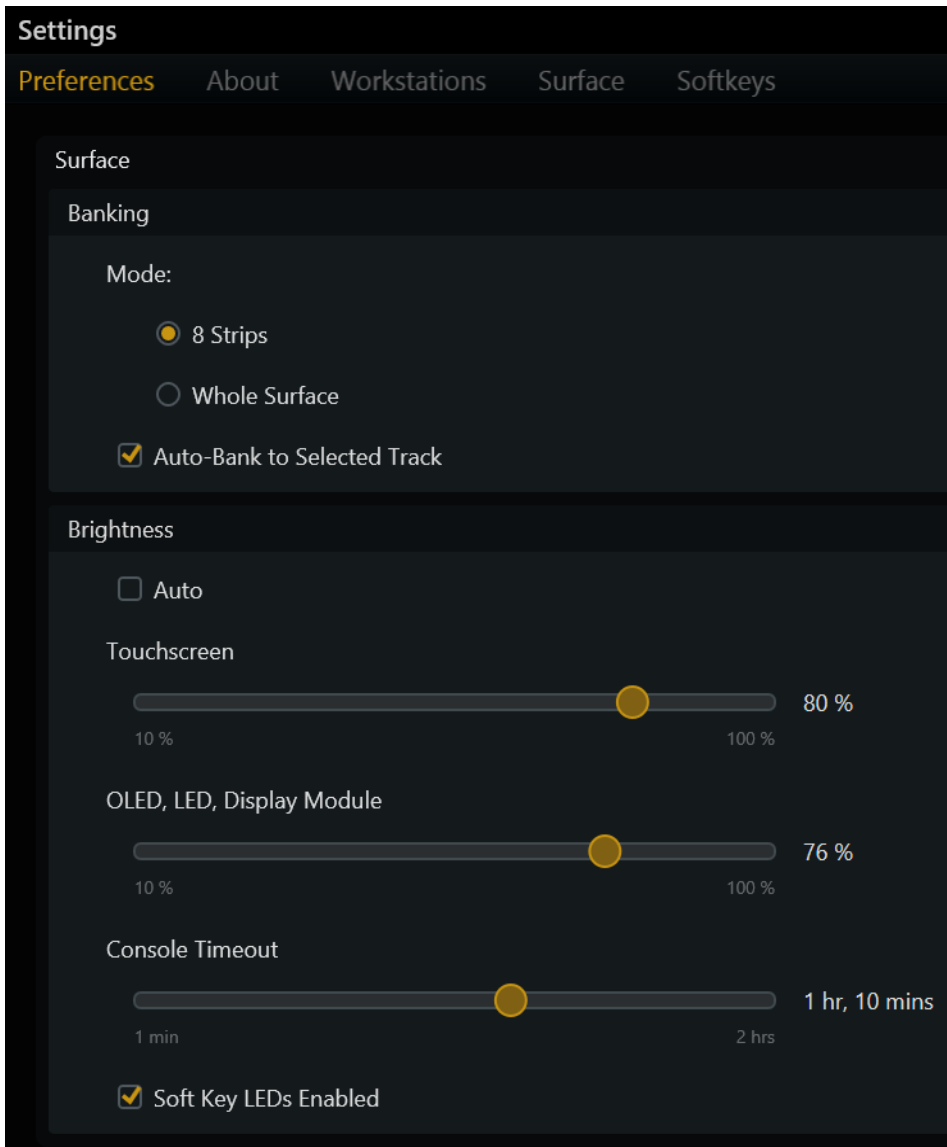 Settings
Preferences About Workstations Surface Softkeys
Surface
Banking
Mode:
8 Strips
Whole Surface
Auto-Bank to Selected Track
Brightness
Auto
Touchscreen
80 %
10 % 100 %
OLED, LED, Display Module
76 %
10 % 100 %
Console Timeout
1 hr, 10 mins
1 min 2 hrs
Soft Key LEDs Enabled